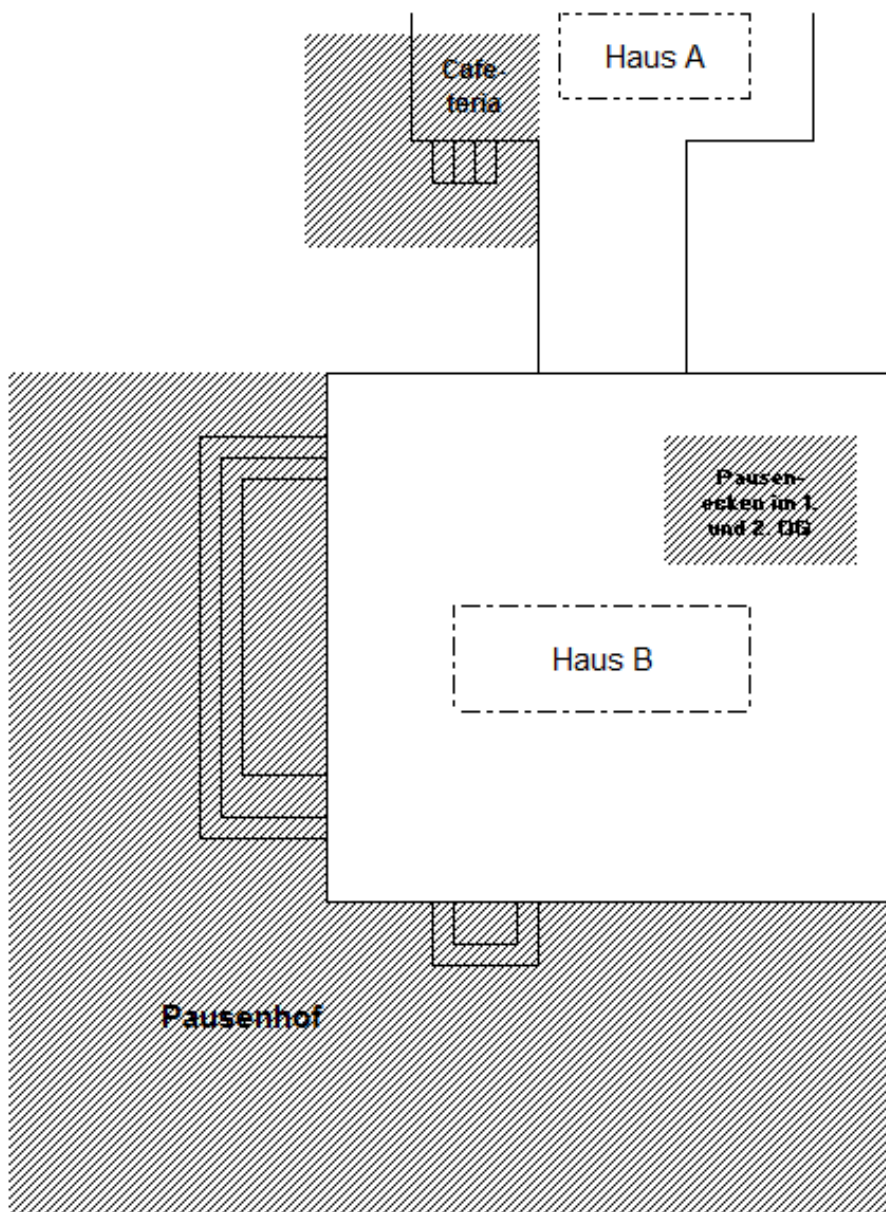 Haus A
Cafe-
teria
Pausen-
ecken im 1.
und 2. OG
Haus B
Pausenhof